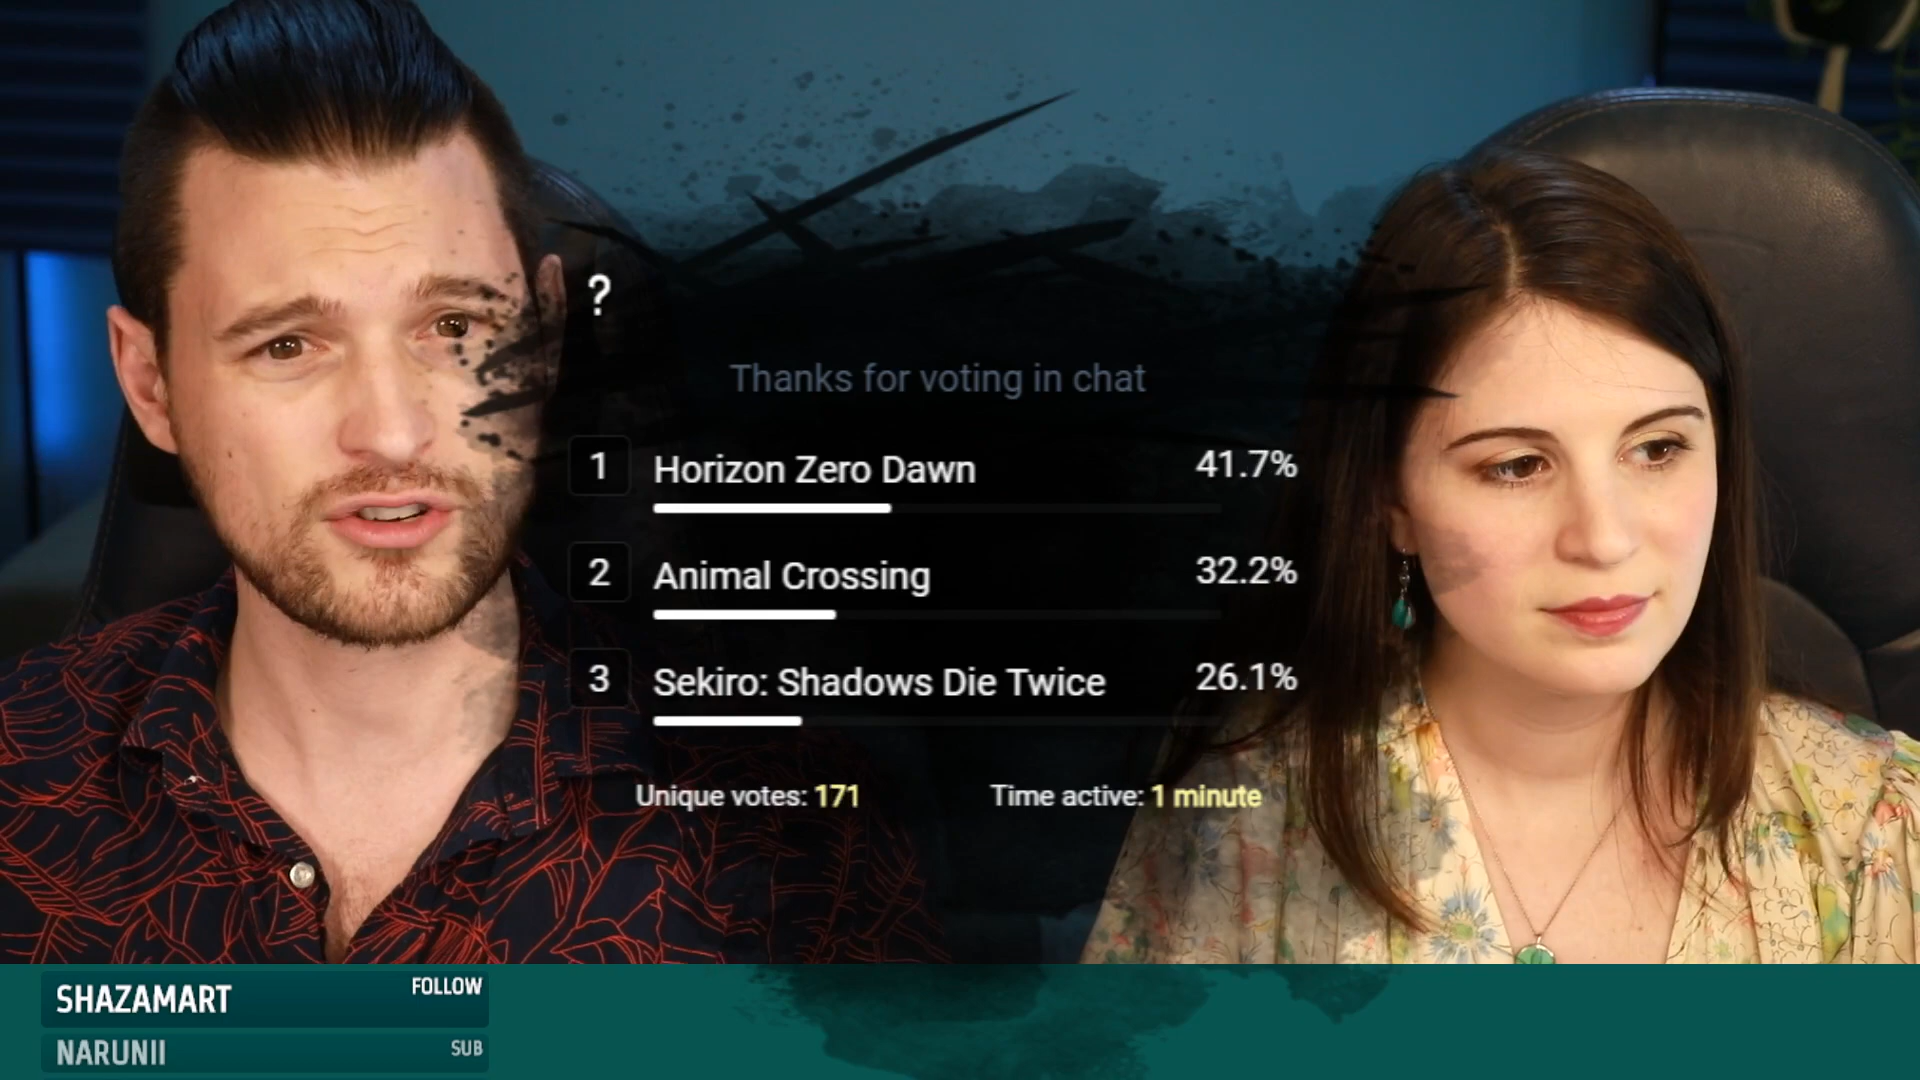 ?
Thanks for voting in chat
1 Horizon Zero Dawn 41.7%
2 Animal Crossing 32.2%
3 Sekiro: Shadows Die Twice 26.1%
Unique votes: 171 Time active: 1 minute
SHAZAMART FOLLOW
NARUNII SUB